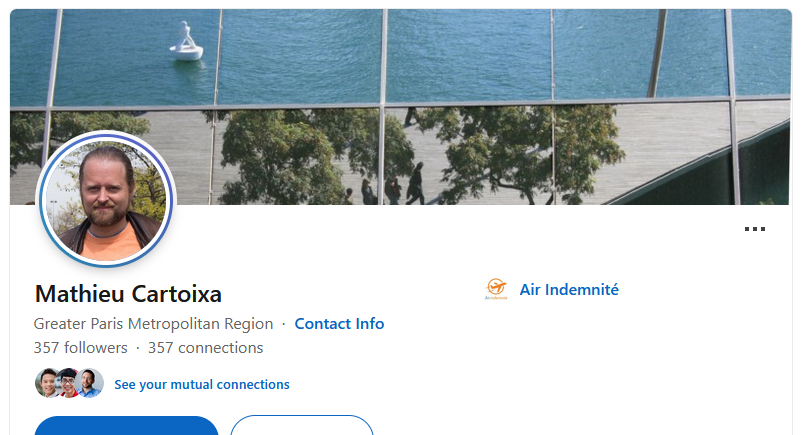 Mathieu Cartoixa
Air Indemnité
Greater Paris Metropolitan Region · Contact Info
357 followers · 357 connections
See your mutual connections